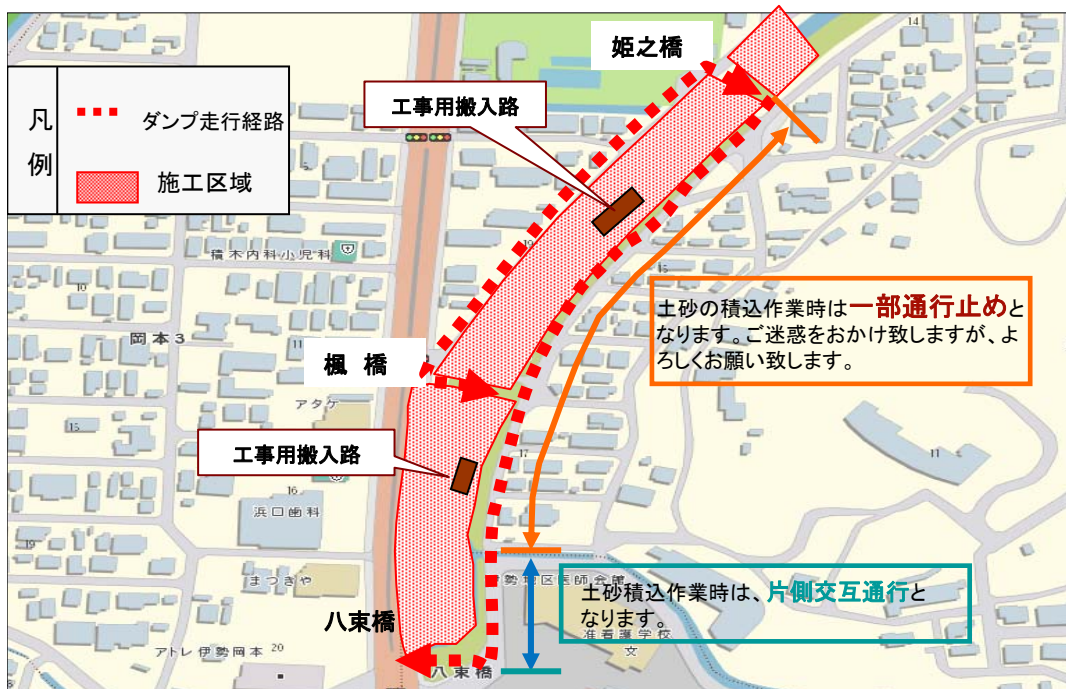 凡
例
ダンプ走行経路
施工区域
姫之橋
14
工事用搬入路
19
積木内科小児科
15
10
岡本3
11
土砂の積込作業時は一部通行止めと
なります。ご迷惑をおかけ致しますが、よ
ろしくお願い致します。
楓 橋
アタケ
15
17
11
工事用搬入路
16
浜口歯科
19
まつきや
勢地区医師会館
土砂積込作業時は、片側交互通行と
なります。
准看護学校
文
八束橋
アトレ伊勢岡本
20
八束橋